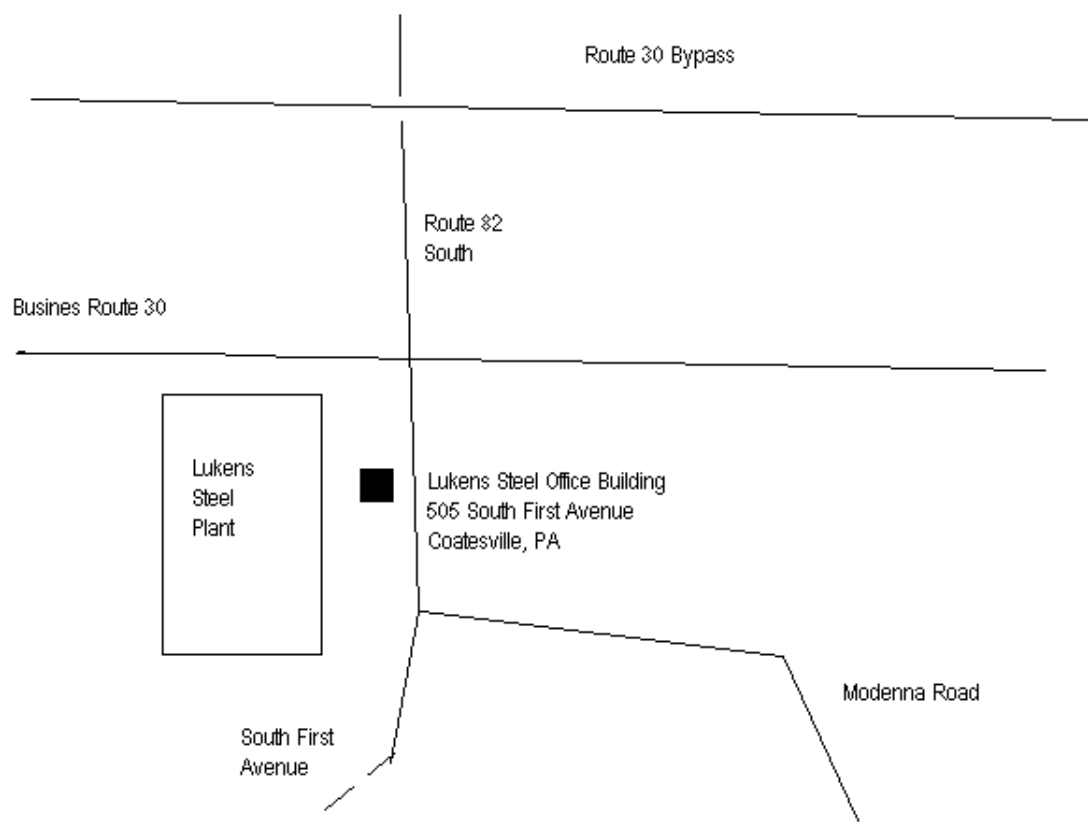 Route 30 Bypass
Route 82
South
Busines Route 30
Lukens
Steel
Plant
Lukens Steel Office Building
505 South First Avenue
Coatesville, PA
Modenna Road
South First
Avenue